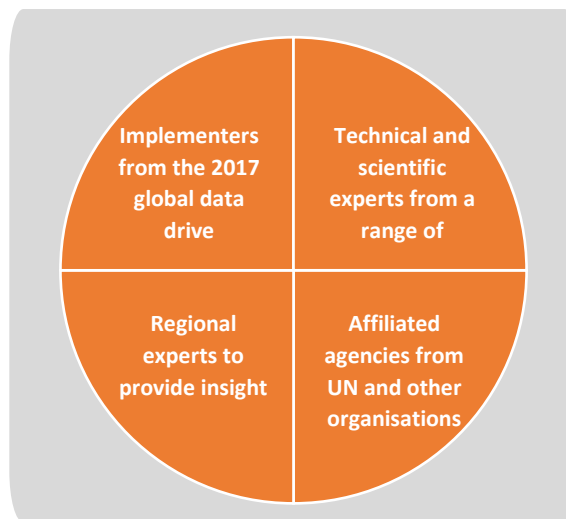 Implementers
from the 2017
global data
drive
Technical and
scientific
experts from a
range of
Regional
experts to
provide insight
Affiliated
agencies from
UN and other
organisations